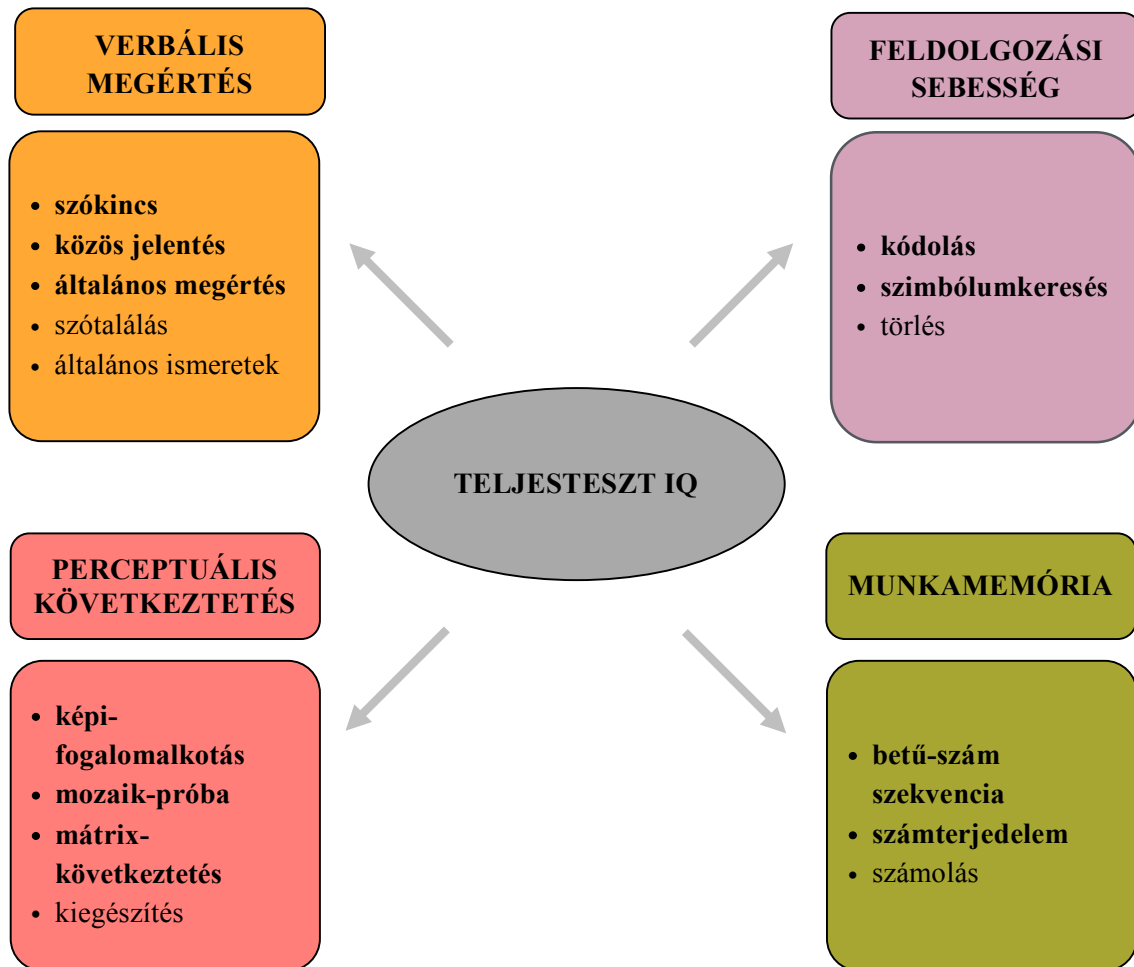 VERBÁLIS
MEGÉRTÉS
• szókincs
• közös jelentés
• általános megértés
• szótalálás
• általános ismeretek
FELDOLGOZÁSI
SEBESSÉG
• kódolás
• szimbólumkeresés
• törlés
TELJESTESZT IQ
PERCEPTUÁLIS
KÖVETKEZTETÉS
• képi-
fogalomalkotás
• mozaik-próba
• mátrix-
következtetés
• kiegészítés
MUNKAMEMÓRIA
• betű-szám
szekvencia
• számterjedelem
• számolás